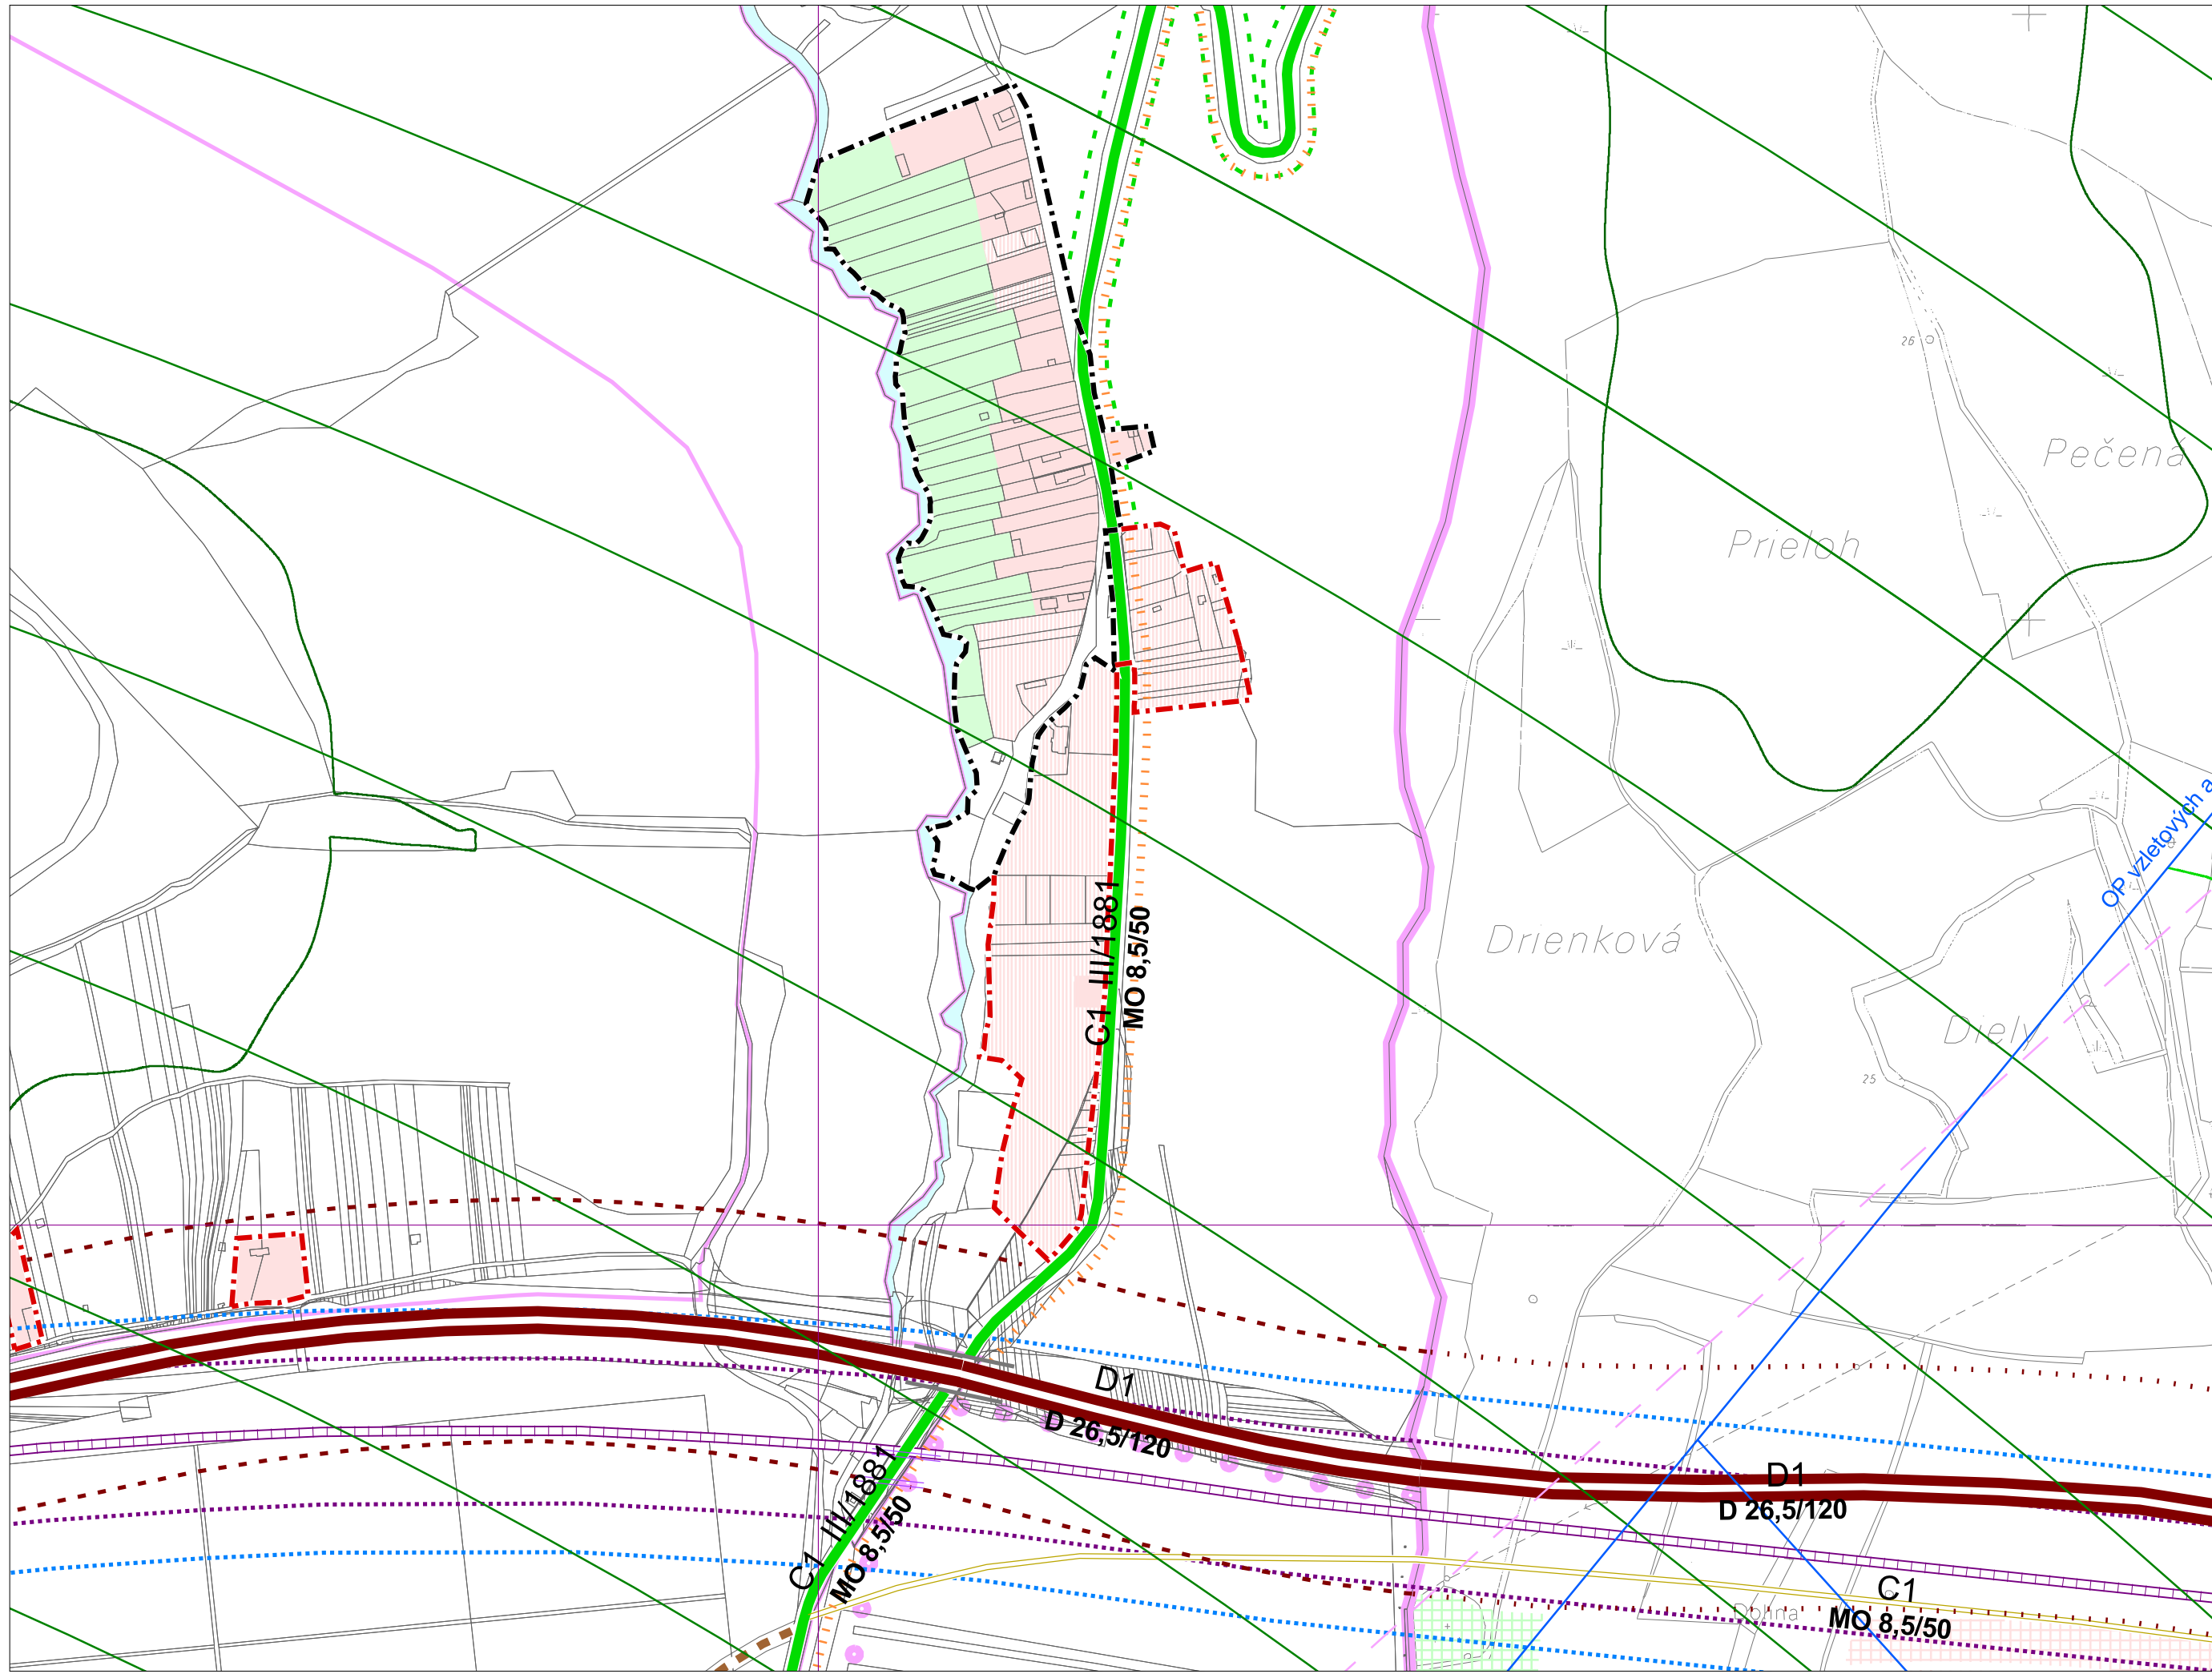 Pečená
26
Prieloh
OP vzletových a
Drienková
C1 III/1881
MO 8,5/50
Diely
25
D1
D 26,5/120
D1
D 26,5/120
C1 III/1881
MO 8,5/50
C1
MO 8,5/50
Dolina